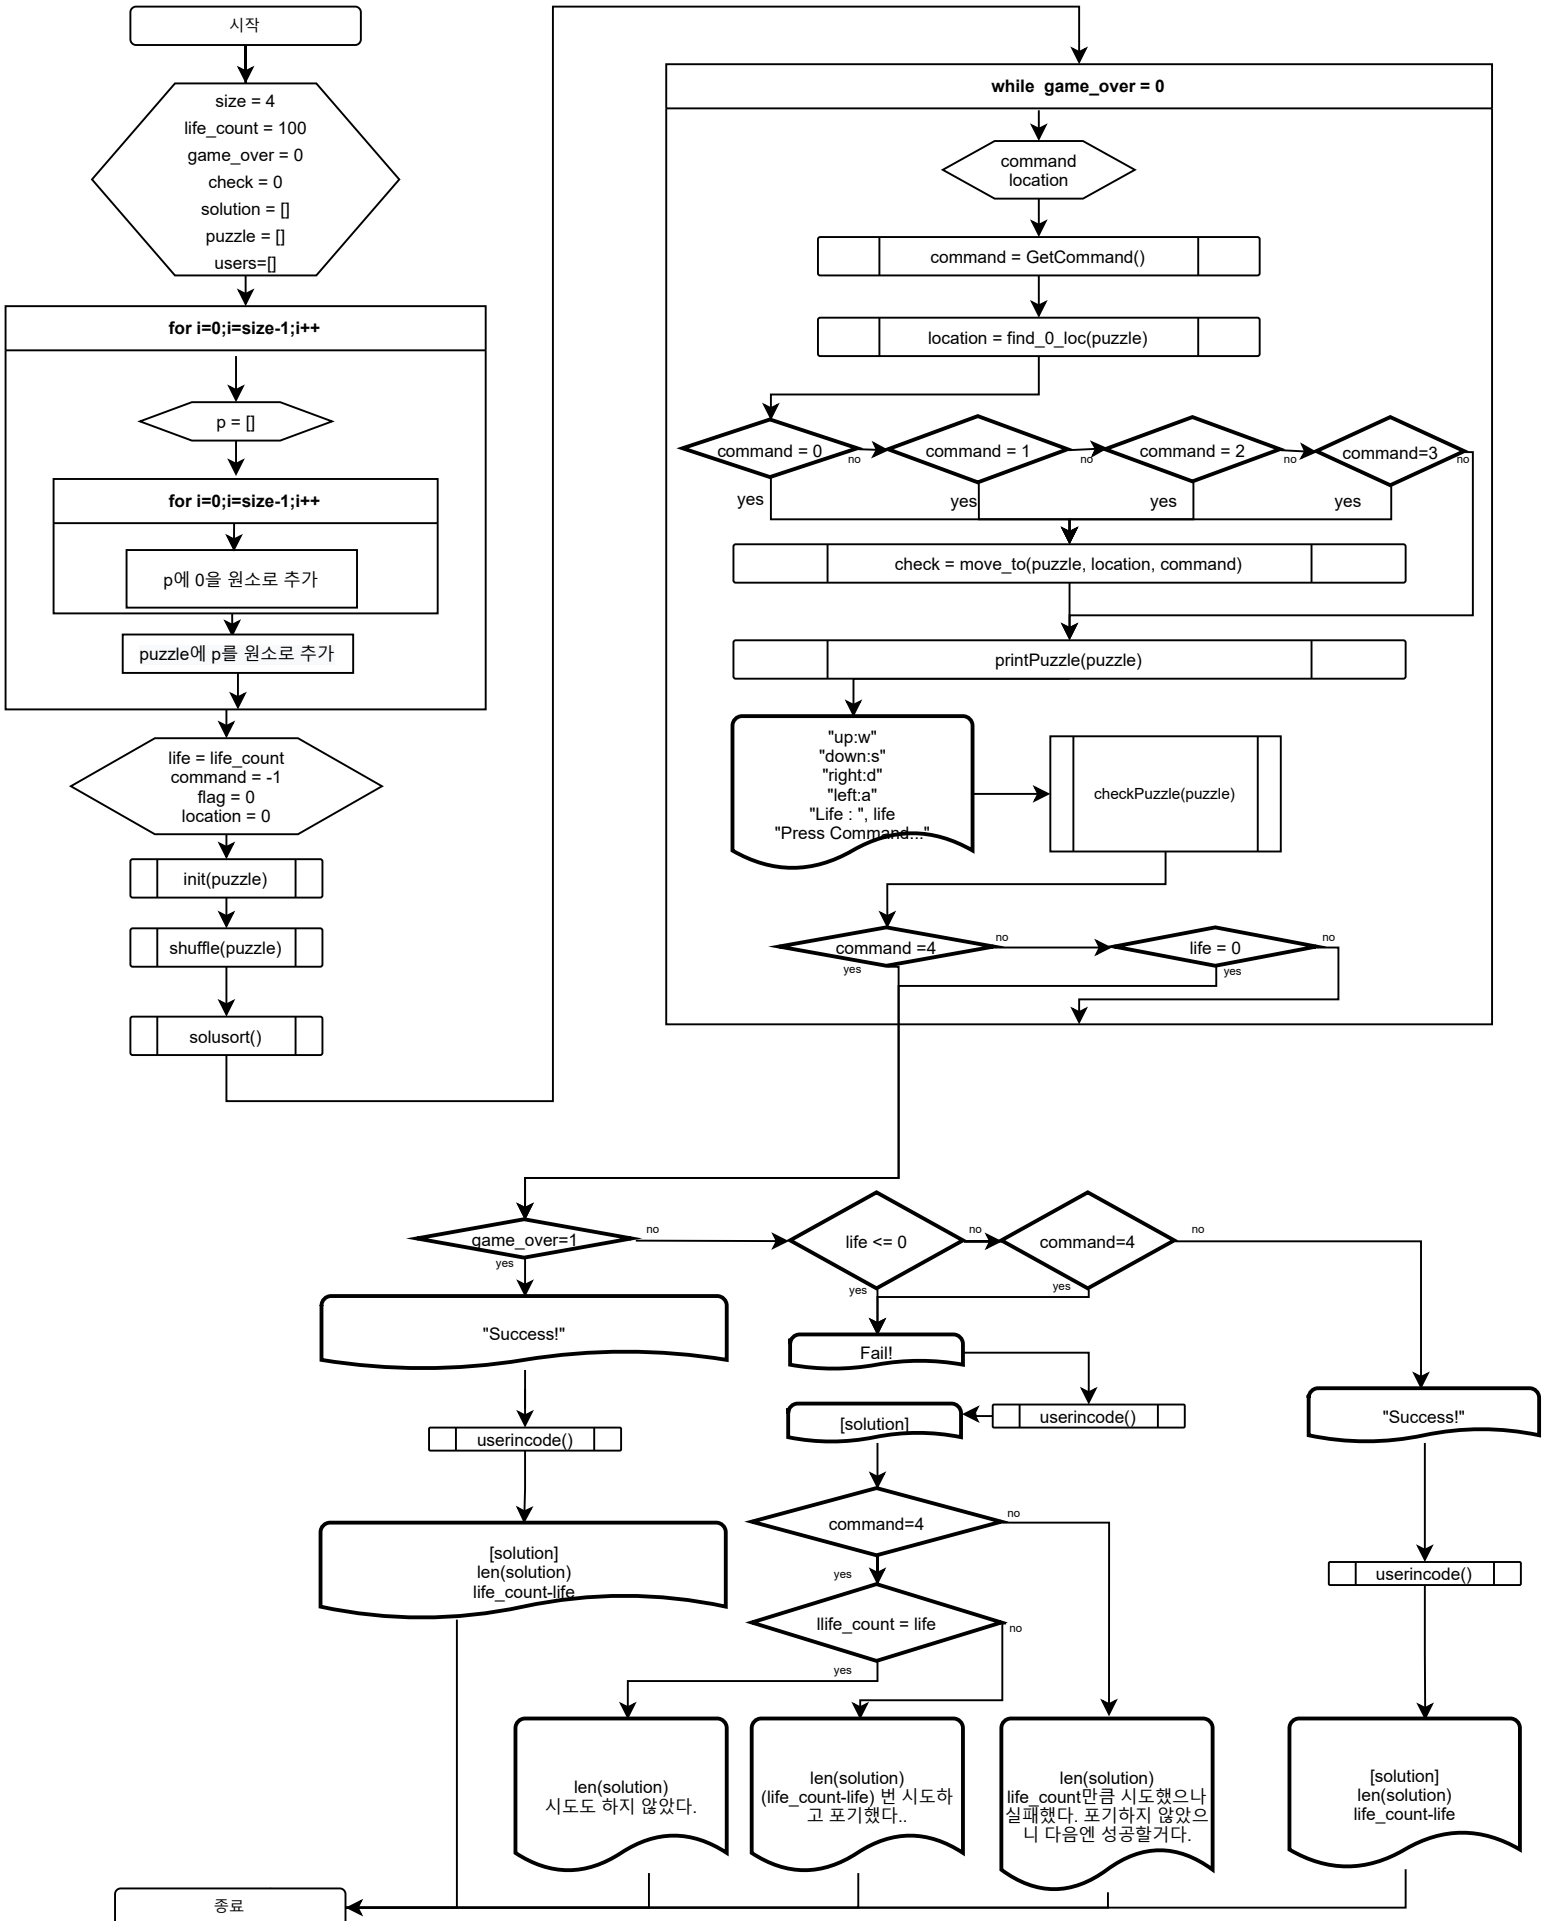 시작
size = 4
life_count = 100
game_over = 0
check = 0
solution = []
puzzle = []
users=[]
for i=0;i=size-1;i++
p = []
for i=0;i=size-1;i++
p에 0을 원소로 추가
puzzle에 p를 원소로 추가
life = life_count
command = -1
flag = 0
location = 0
init(puzzle)
shuffle(puzzle)
solusort()
while  game_over = 0
command
location
command = GetCommand()
location = find_0_loc(puzzle)
command = 0
no
command = 1
no
command = 2
no
command=3
no
yes
yes
yes
yes
check = move_to(puzzle, location, command)
printPuzzle(puzzle)
"up:w"
"down:s"
"right:d"
"left:a"
"Life : ", life
"Press Command..."
checkPuzzle(puzzle)
command =4
no
yes
life = 0
no
yes
game_over=1
no
yes
life <= 0
no
yes
command=4
no
yes
"Success!"
userincode()
[solution]
len(solution)
life_count-life
Fail!
userincode()
[solution]
command=4
no
yes
llife_count = life
no
yes
len(solution)
시도도 하지 않았다.
len(solution)
(life_count-life) 번 시도하
고 포기했다..
len(solution)
life_count만큼 시도했으나
실패했다. 포기하지 않았으
니 다음엔 성공할거다.
"Success!"
userincode()
[solution]
len(solution)
life_count-life
종료